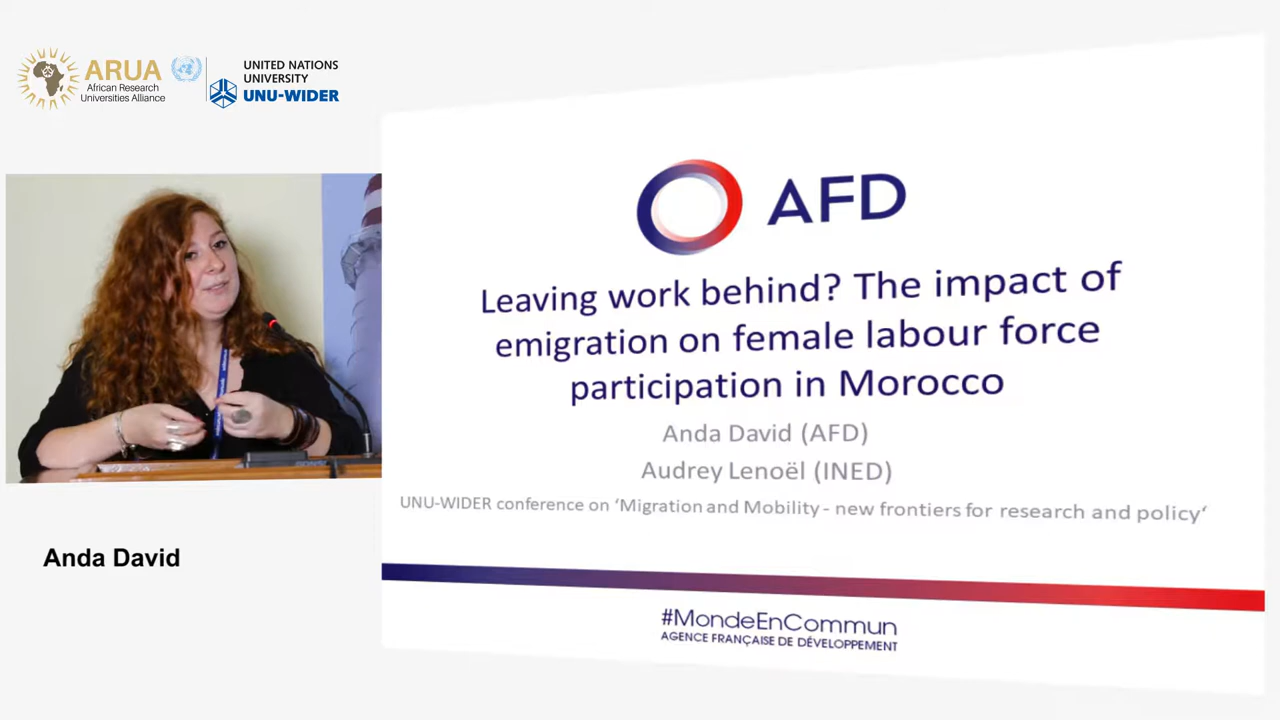 ARUA
African Research
Universities Alliance
UNITED NATIONS
UNIVERSITY
UNU-WIDER
AFD
Leaving work behind? The impact of
emigration on female labour force
participation in Morocco
Anda David (AFD)
Audrey Lenoël (INED)
UNU-WIDER conference on ‘Migration and Mobility - new frontiers for research and policy‘
Anda David
#MondeEnCommun
AGENCE FRANÇAISE DE DÉVELOPPEMENT